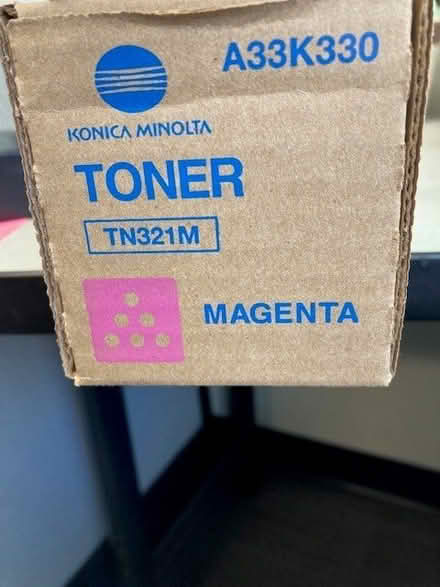 A33K330
KONICA MINOLTA
TONER
TN321M
MAGENTA